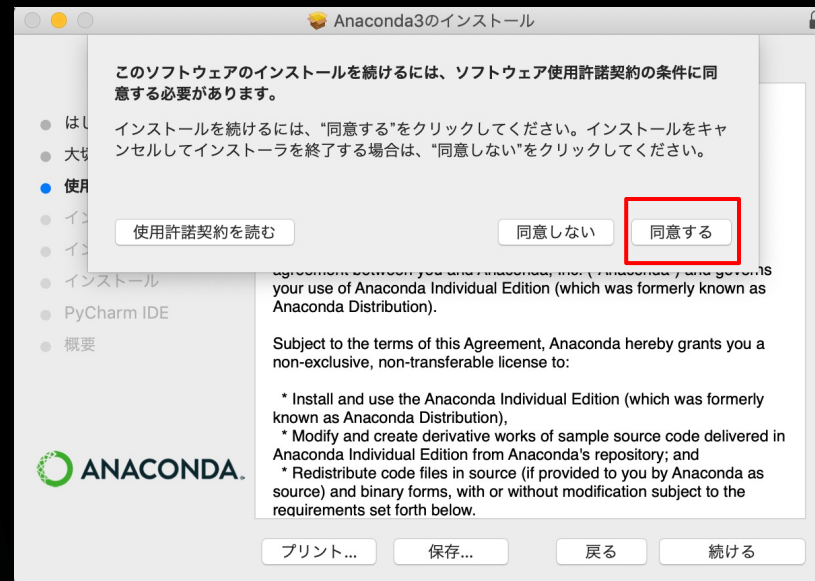 Anaconda3のインストール
このソフトウェアのインストールを続けるには、ソフトウェア使用許諾契約の条件に同
意する必要があります。
インストールを続けるには、“同意する”をクリックしてください。インストールをキャ
ンセルしてインストーラを終了する場合は、“同意しない”をクリックしてください。
使用許諾契約を読む
同意しない
同意する
はじ
大切
使用
イン
イン
インストール
PyCharm IDE
概要
ANACONDA.
agreement between you and Anaconda, Inc. ("Anaconda") and governs
your use of Anaconda Individual Edition (which was formerly known as
Anaconda Distribution).
Subject to the terms of this Agreement, Anaconda hereby grants you a
non-exclusive, non-transferable license to:
* Install and use the Anaconda Individual Edition (which was formerly
known as Anaconda Distribution),
* Modify and create derivative works of sample source code delivered in
Anaconda Individual Edition from Anaconda's repository; and
* Redistribute code files in source (if provided to you by Anaconda as
source) and binary forms, with or without modification subject to the
requirements set forth below.
プリント...
保存...
戻る
続ける